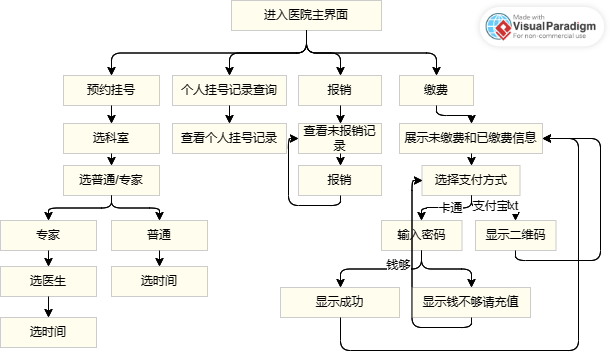 进入医院主界面
Made with
VisualParadigm
For non-commercial use
预约挂号
个人挂号记录查询
报销
缴费
选科室
查看个人挂号记录
查看未报销记
录
展示未缴费和已缴费信息
选普通/专家
报销
选择支付方式
卡通
支付宝txt
专家
普通
输入密码
显示二维码
钱够
选医生
选时间
显示成功
显示钱不够请充值
选时间